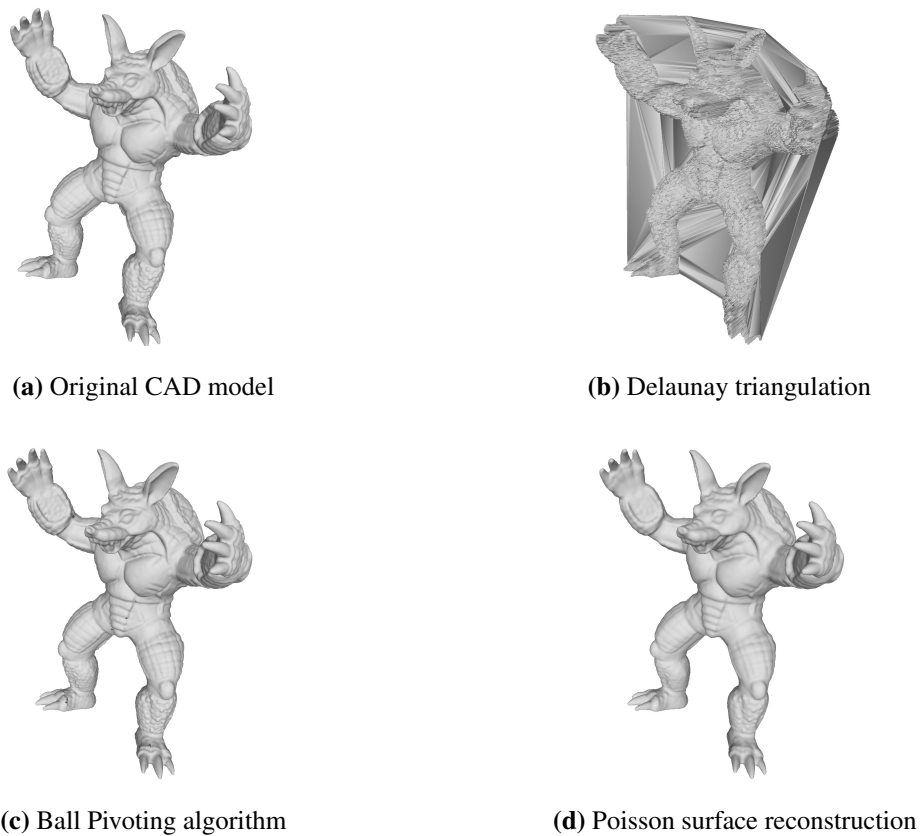 (a) Original CAD model
(b) Delaunay triangulation
(c) Ball Pivoting algorithm
(d) Poisson surface reconstruction